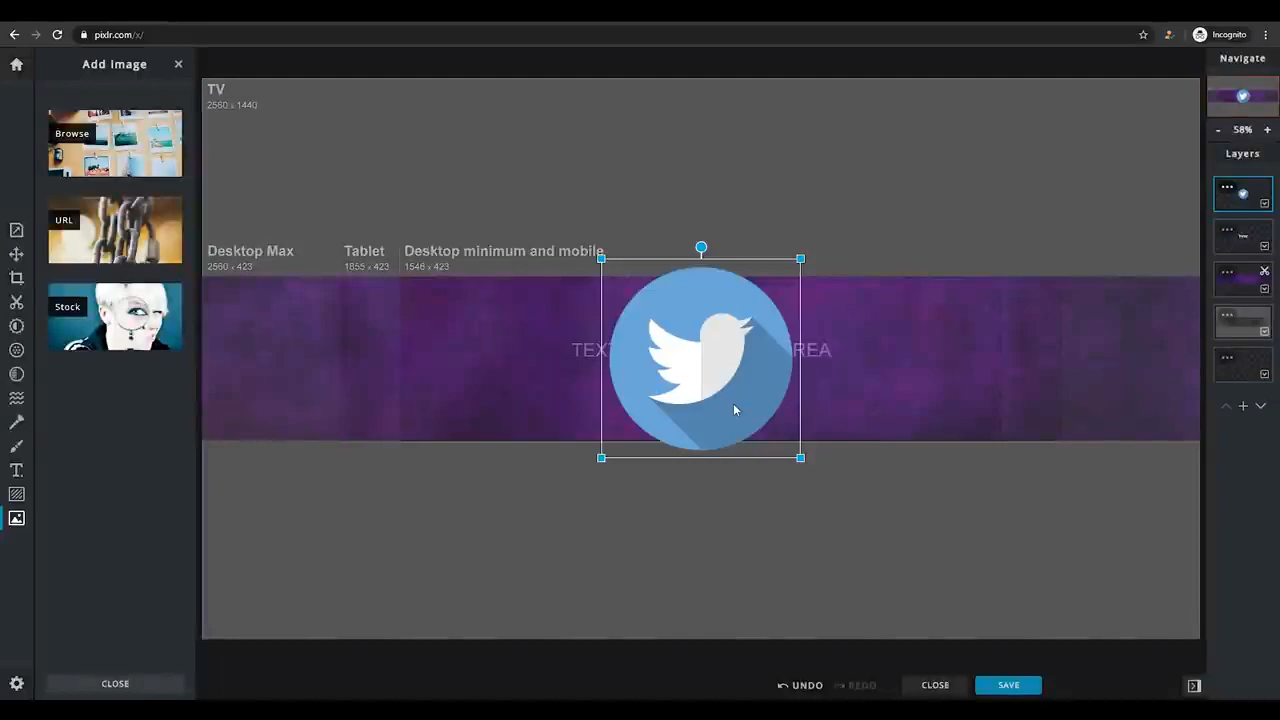 pixlr.com/x/
Incognito
Add Image
Navigate
Browse
URL
Stock
CLOSE
TV
2560 x 1440
Desktop Max
2560 x 423
Tablet
1855 x 423
Desktop minimum and mobile
1546 x 423
TEX
REA
- 58% +
Layers
UNDO
REDO
CLOSE
SAVE